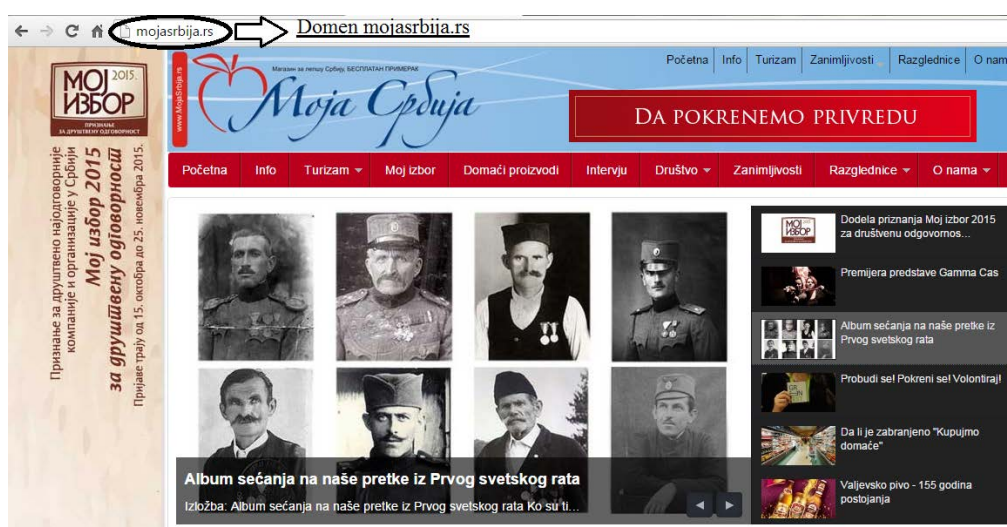 mojasrbija.rs
Domen mojasrbija.rs
МОЈ 2015.
ИЗБОР
ПРИЗНАЊЕ
ЗА ДРУШТВЕНУ ОДГОВОРНОСТ
Признање за друштвено најодговорније
компаније и организације у Србији
Мој избор 2015
за друштвену одговорност
Пријаве трају од 15. октобра до 25. новембра 2015.
www.MojaSrbija.rs
Магазин за лепшу Србију, БЕСПЛАТАН ПРИМЕРАК
Моја Србија
Početna Info Turizam Zanimljivosti Razglednice O nam
DA POKRENEMO PRIVREDU
Početna Info Turizam Moj izbor Domaći proizvodi Intervju Društvo Zanimljivosti Razglednice O nama
Album sećanja na naše pretke iz Prvog svetskog rata
Izložba: Album sećanja na naše pretke iz Prvog svetskog rata Ko su ti...
МОЈ
ИЗБОР
Dodela priznanja Moj izbor 2015
za društvenu odgovornos...
Premijera predstave Gamma Cas
Album sećanja na naše pretke iz
Prvog svetskog rata
Probudi se! Pokreni se! Volontiraj!
Da li je zabranjeno "Kupujmo
domaće"
Valjevsko pivo - 155 godina
postojanja